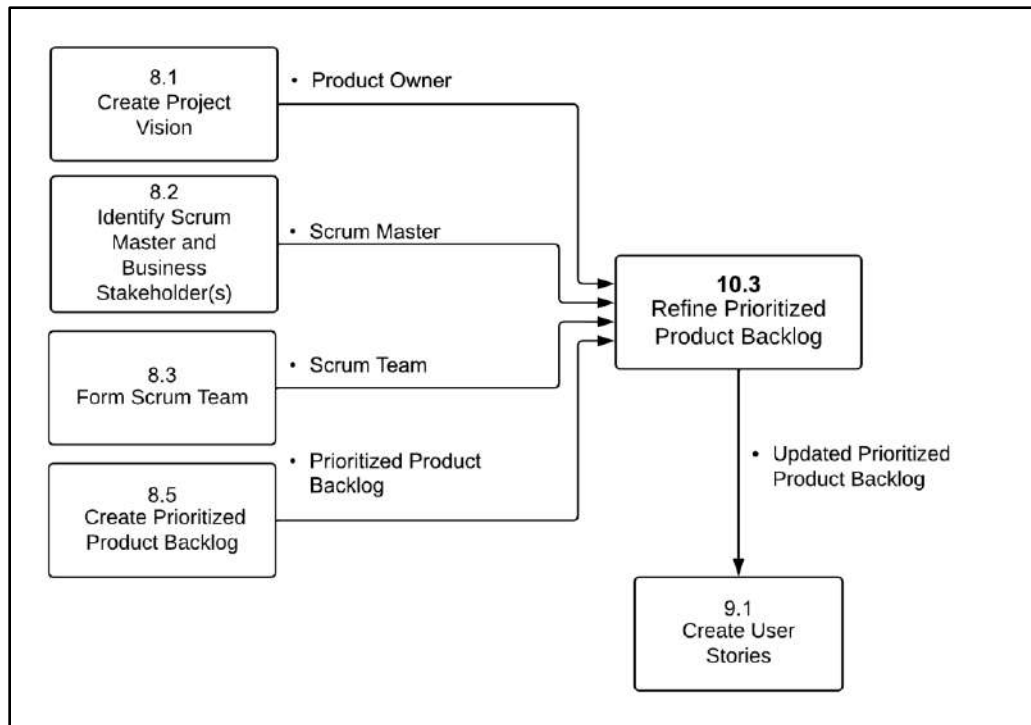 8.1
Create Project
Vision
• Product Owner
8.2
Identify Scrum
Master and
Business
Stakeholder(s)
• Scrum Master
8.3
Form Scrum Team
• Scrum Team
8.5
Create Prioritized
Product Backlog
• Prioritized Product
Backlog
10.3
Refine Prioritized
Product Backlog
• Updated Prioritized
Product Backlog
9.1
Create User
Stories